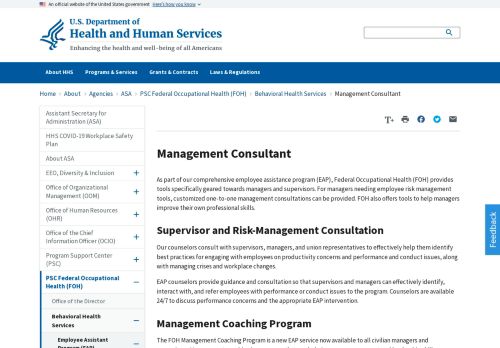 An official website of the United States government Here's how you know
U.S. Department of
Health and Human Services
Enhancing the health and well-being of all Americans
About HHS Programs & Services Grants & Contracts Laws & Regulations
Home > About > Agencies > ASA > PSC Federal Occupational Health (FOH) > Behavioral Health Services > Management Consultant
Assistant Secretary for
Administration (ASA)
HHS COVID-19 Workplace Safety
Plan
About ASA
EEO, Diversity & Inclusion
Office of Organizational
Management (OOM)
Office of Human Resources
(OHR)
Office of the Chief
Information Officer (OCIO)
Program Support Center
(PSC)
PSC Federal Occupational
Health (FOH)
Office of the Director
Behavioral Health
Services
Employee Assistant
T+
Management Consultant
As part of our comprehensive employee assistance program (EAP), Federal Occupational Health (FOH) provides
tools specifically geared towards managers and supervisors. For managers needing employee risk management
tools, customized one-to-one management consultations can be provided. FOH also offers tools to help managers
improve their own professional skills.
Supervisor and Risk-Management Consultation
Our counselors consult with supervisors, managers, and union representatives to effectively help them identify
best practices for engaging with employees on productivity concerns and performance and conduct issues, along
with managing crises and workplace changes.
EAP counselors provide guidance and consultation so that supervisors and managers can effectively identify,
interact with, and refer employees with performance or conduct issues to the program. Counselors are available
24/7 to discuss performance concerns and the appropriate EAP intervention.
Management Coaching Program
The FOH Management Coaching Program is a new EAP service now available to all civilian managers and
Feedback